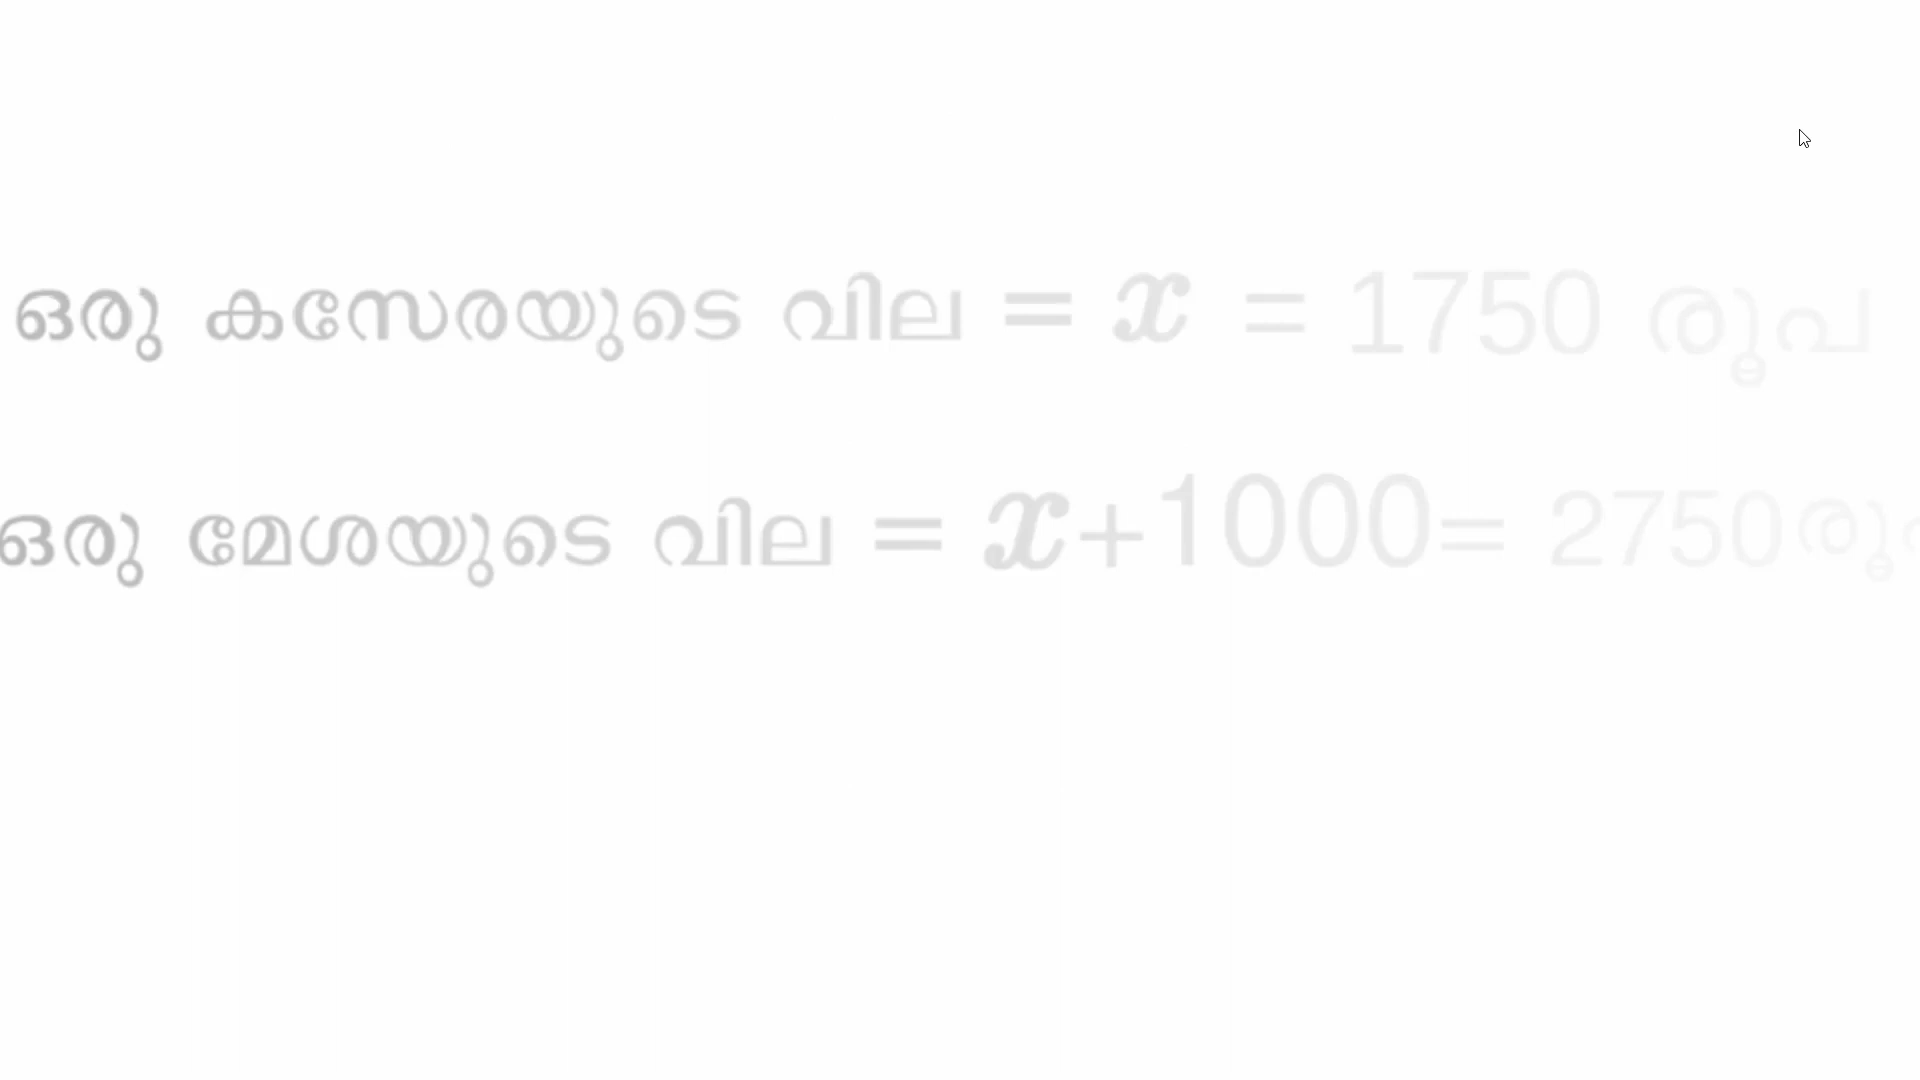 ഒരു കസേരയുടെ വില = x = 1750 രൂപ
ഒരു മേശയുടെ വില = x+1000= 2750